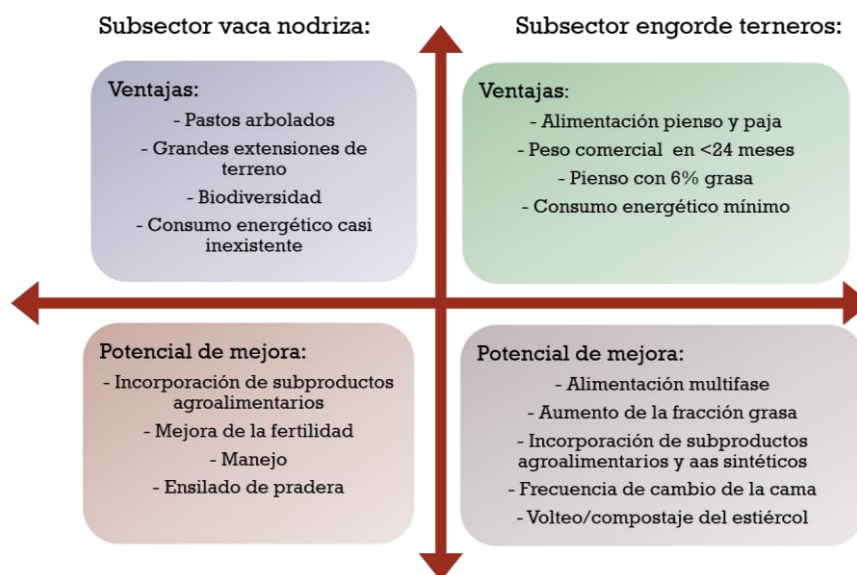 Subsector vaca nodriza:
Subsector engorde terneros:
Ventajas:
- Pastos arbolados
- Grandes extensiones de
terreno
- Biodiversidad
- Consumo energético casi
inexistente
Ventajas:
- Alimentación pienso y paja
- Peso comercial en <24 meses
- Pienso con 6% grasa
- Consumo energético mínimo
Potencial de mejora:
- Incorporación de subproductos
agroalimentarios
- Mejora de la fertilidad
- Manejo
- Ensilado de pradera
Potencial de mejora:
- Alimentación multifase
- Aumento de la fracción grasa
- Incorporación de subproductos
agroalimentarios y aas sintéticos
- Frecuencia de cambio de la cama
- Volteo/compostaje del estiércol